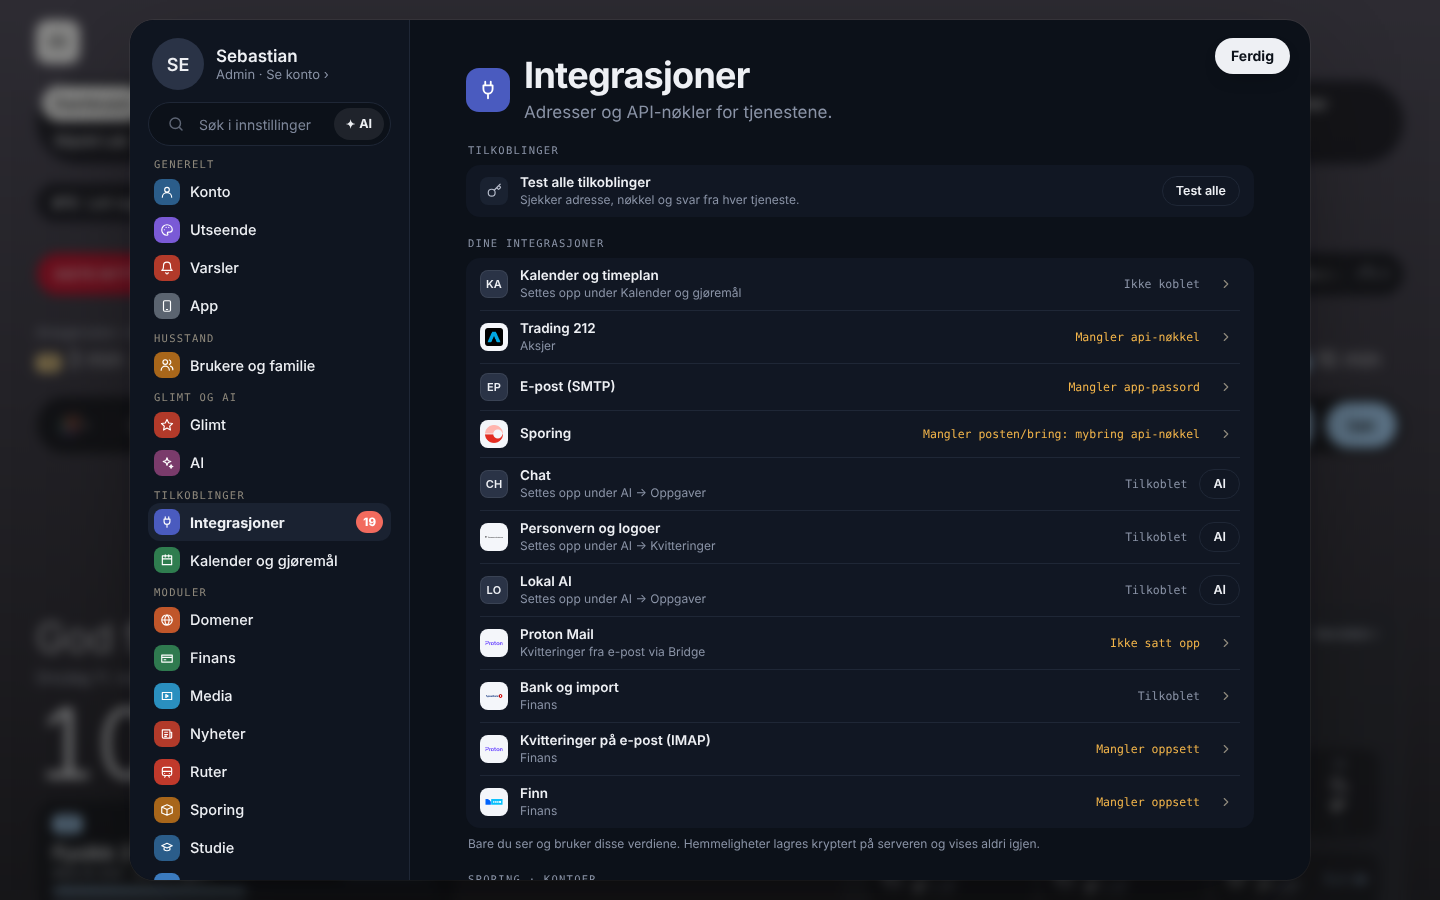 SE
Sebastian
Admin · Se konto ›
Søk i innstillinger
✦ AI
GENERELT
Konto
Utseende
Varsler
App
HUSSTAND
Brukere og familie
GLIMT OG AI
Glimt
AI
TILKOBLINGER
Integrasjoner
19
Kalender og gjøremål
MODULER
Domener
Finans
Media
Nyheter
Ruter
Sporing
Studie
Ferdig
Integrasjoner
Adresser og API-nøkler for tjenestene.
TILKOBLINGER
Test alle tilkoblinger
Sjekker adresse, nøkkel og svar fra hver tjeneste.
Test alle
DINE INTEGRASJONER
KA
Kalender og timeplan
Settes opp under Kalender og gjøremål
Ikke koblet
Trading 212
Aksjer
Mangler api-nøkkel
EP
E-post (SMTP)
Mangler app-passord
Sporing
Mangler posten/bring: mybring api-nøkkel
CH
Chat
Settes opp under AI → Oppgaver
Tilkoblet
AI
Personvern og logoer
Settes opp under AI → Kvitteringer
Tilkoblet
AI
LO
Lokal AI
Settes opp under AI → Oppgaver
Tilkoblet
AI
Proton
Proton Mail
Kvitteringer fra e-post via Bridge
Ikke satt opp
Bank og import
Finans
Tilkoblet
Proton
Kvitteringer på e-post (IMAP)
Finans
Mangler oppsett
Finn
Finans
Mangler oppsett
Bare du ser og bruker disse verdiene. Hemmeligheter lagres kryptert på serveren og vises aldri igjen.
SPORING · KONTOER